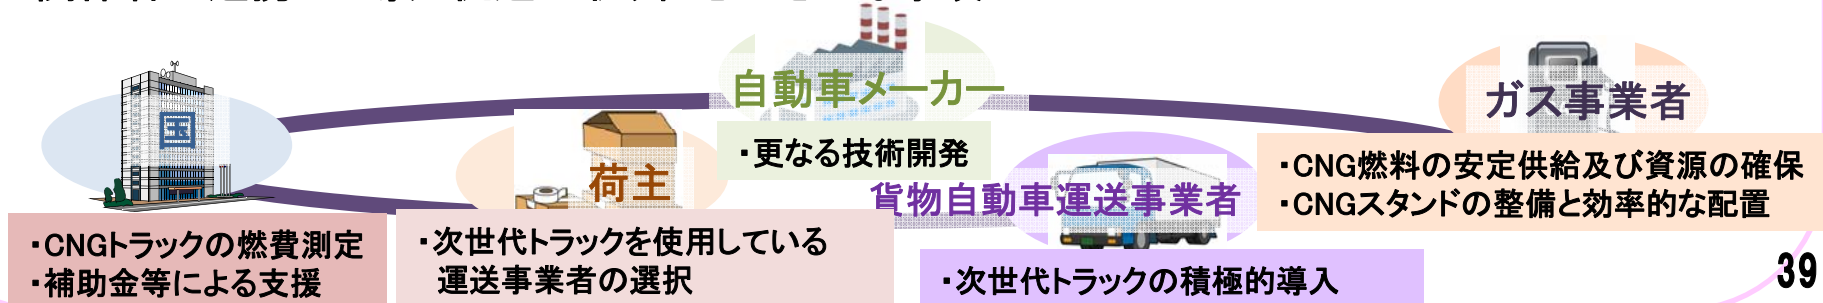 国
・CNGトラックの燃費測定
・補助金等による支援
荷主
・次世代トラックを使用している
運送事業者の選択
自動車メーカー
・更なる技術開発
貨物自動車運送事業者
・次世代トラックの積極的導入
ガス事業者
・CNG燃料の安定供給及び資源の確保
・CNGスタンドの整備と効率的な配置
39